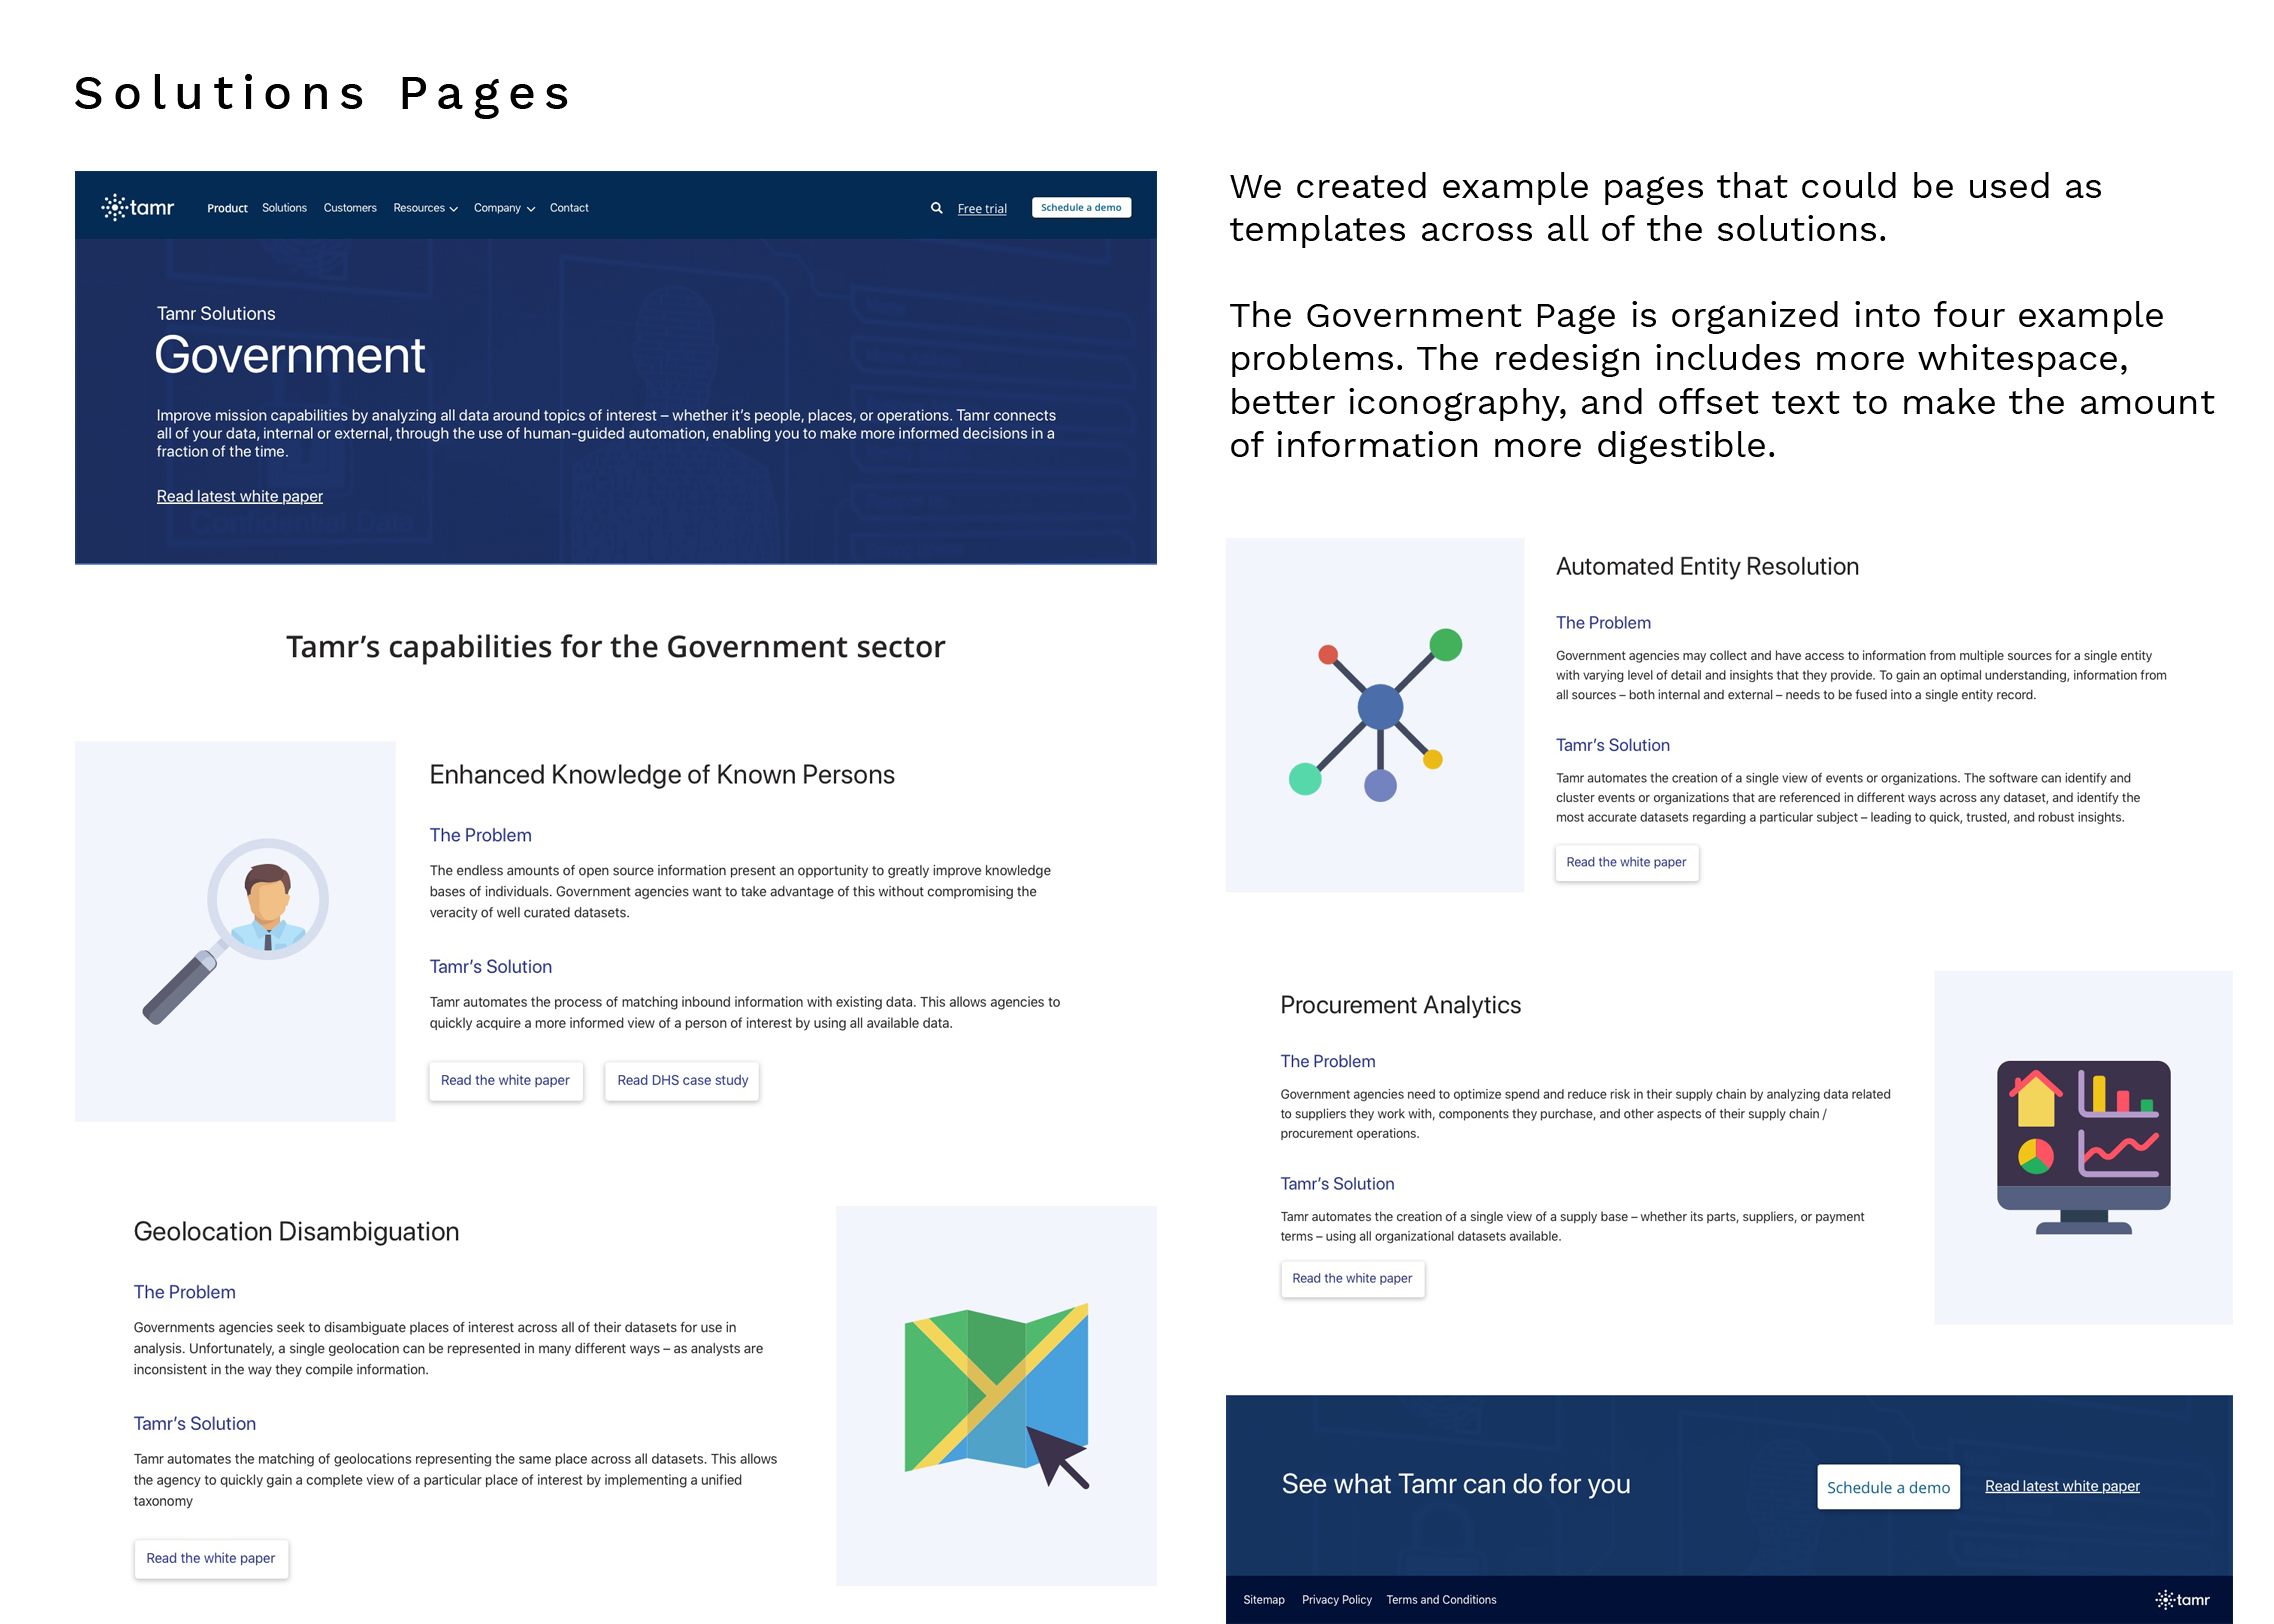 Solutions Pages
tamr
Product Solutions Customers Resources Company Contact
Free trial
Schedule a demo
Tamr Solutions
Government
Improve mission capabilities by analyzing all data around topics of interest – whether it’s people, places, or operations. Tamr connects
all of your data, internal or external, through the use of human-guided automation, enabling you to make more informed decisions in a
fraction of the time.
Read latest white paper
Confidential Data
Tamr’s capabilities for the Government sector
Enhanced Knowledge of Known Persons
The Problem
The endless amounts of open source information present an opportunity to greatly improve knowledge
bases of individuals. Government agencies want to take advantage of this without compromising the
veracity of well curated datasets.
Tamr’s Solution
Tamr automates the process of matching inbound information with existing data. This allows agencies to
quickly acquire a more informed view of a person of interest by using all available data.
Read the white paper
Read DHS case study
Geolocation Disambiguation
The Problem
Governments agencies seek to disambiguate places of interest across all of their datasets for use in
analysis. Unfortunately, a single geolocation can be represented in many different ways – as analysts are
inconsistent in the way they compile information.
Tamr’s Solution
Tamr automates the matching of geolocations representing the same place across all datasets. This allows
the agency to quickly gain a complete view of a particular place of interest by implementing a unified
taxonomy
Read the white paper
We created example pages that could be used as
templates across all of the solutions.
The Government Page is organized into four example
problems. The redesign includes more whitespace,
better iconography, and offset text to make the amount
of information more digestible.
Automated Entity Resolution
The Problem
Government agencies may collect and have access to information from multiple sources for a single entity
with varying level of detail and insights that they provide. To gain an optimal understanding, information from
all sources – both internal and external – needs to be fused into a single entity record.
Tamr’s Solution
Tamr automates the creation of a single view of events or organizations. The software can identify and
cluster events or organizations that are referenced in different ways across any dataset, and identify the
most accurate datasets regarding a particular subject – leading to quick, trusted, and robust insights.
Read the white paper
Procurement Analytics
The Problem
Government agencies need to optimize spend and reduce risk in their supply chain by analyzing data related
to suppliers they work with, components they purchase, and other aspects of their supply chain /
procurement operations.
Tamr’s Solution
Tamr automates the creation of a single view of a supply base – whether its parts, suppliers, or payment
terms – using all organizational datasets available.
Read the white paper
See what Tamr can do for you
Schedule a demo
Read latest white paper
Sitemap Privacy Policy Terms and Conditions
tamr